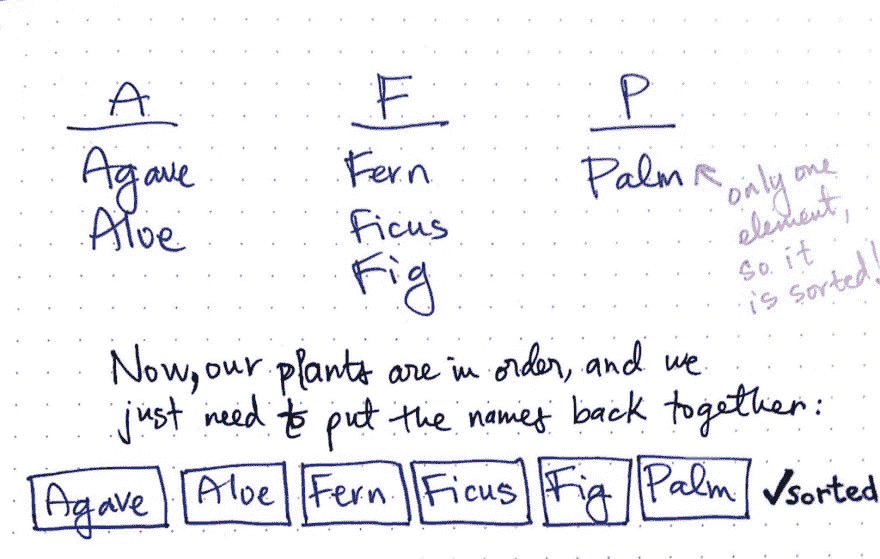 A F P
Agave Fern Palm
Aloe Ficus
Fig
only one
element,
so it
is sorted!
Now, our plants are in order, and we
just need to put the names back together:
Agave Aloe Fern Ficus Fig Palm ✓sorted